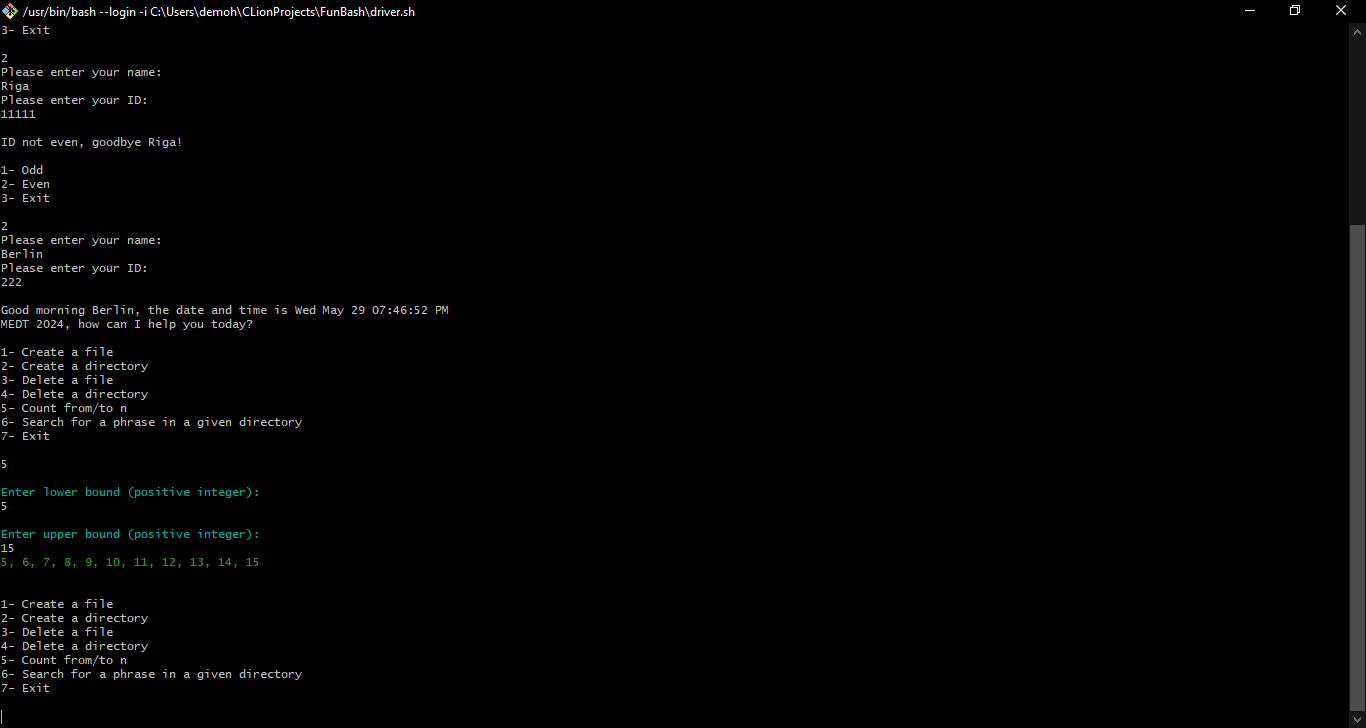 /usr/bin/bash --login -i C:\Users\demoh\CLionProjects\FunBash\driver.sh
3- Exit
2
Please enter your name:
Riga
Please enter your ID:
11111
ID not even, goodbye Riga!
1- Odd
2- Even
3- Exit
2
Please enter your name:
Berlin
Please enter your ID:
222
Good morning Berlin, the date and time is Wed May 29 07:46:52 PM
MEDT 2024, how can I help you today?
1- Create a file
2- Create a directory
3- Delete a file
4- Delete a directory
5- Count from/to n
6- Search for a phrase in a given directory
7- Exit
5
Enter lower bound (positive integer):
5
Enter upper bound (positive integer):
15
5, 6, 7, 8, 9, 10, 11, 12, 13, 14, 15
1- Create a file
2- Create a directory
3- Delete a file
4- Delete a directory
5- Count from/to n
6- Search for a phrase in a given directory
7- Exit